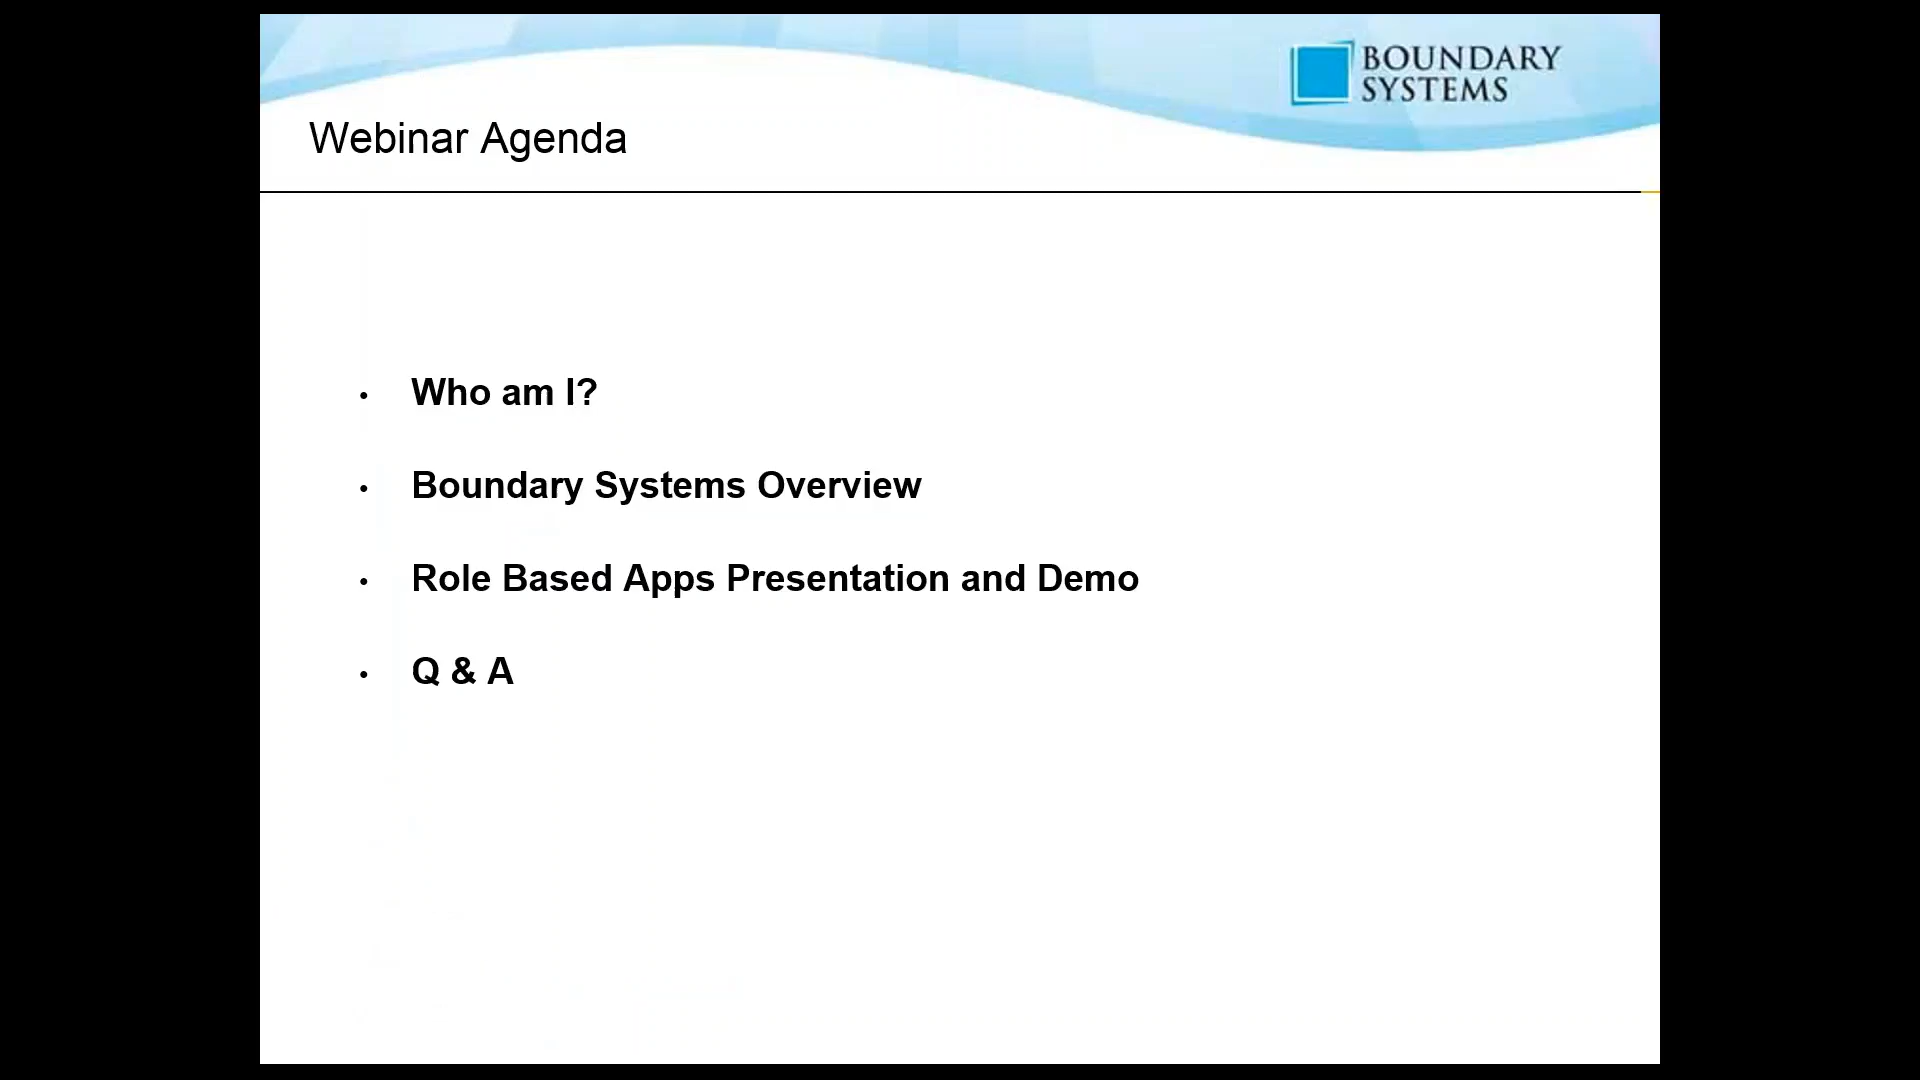 BOUNDARY
SYSTEMS
Webinar Agenda
• Who am I?
• Boundary Systems Overview
• Role Based Apps Presentation and Demo
• Q & A